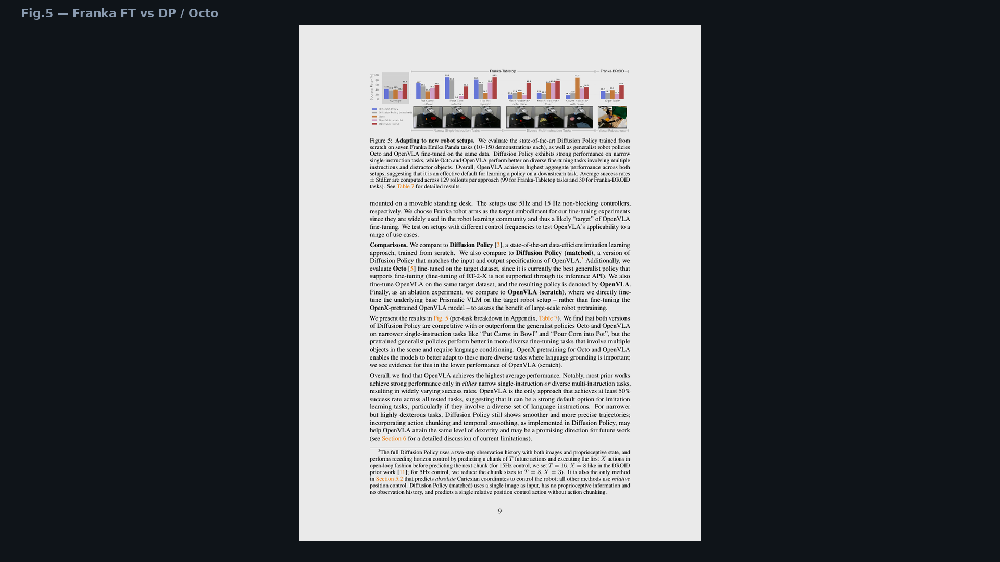 Fig.5 — Franka FT vs DP / Octo
Franka-Tabletop
Franka-DROID
Success Rate (%)
100
80
60
40
20
0
Average
Put Carrot
in Bowl
Pour Corn
into Pot
Flip Pot
Upright
Move <object>
onto Plate
Knock <object>
Over
Cover <object>
with Towel
Wipe Table
Diffusion Policy
Diffusion Policy (matched)
Octo
OpenVLA (scratch)
OpenVLA (ours)
Narrow Single-Instruction Tasks
Diverse Multi-Instruction Tasks
Visual Robustness
Figure 5: Adapting to new robot setups. We evaluate the state-of-the-art Diffusion Policy trained from
scratch on seven Franka Emika Panda tasks (10–150 demonstrations each), as well as generalist robot policies
Octo and OpenVLA fine-tuned on the same data. Diffusion Policy exhibits strong performance on narrow
single-instruction tasks, while Octo and OpenVLA perform better on diverse fine-tuning tasks involving multiple
instructions and distractor objects. Overall, OpenVLA achieves highest aggregate performance across both
setups, suggesting that it is an effective default for learning a policy on a downstream task. Average success rates
± StdErr are computed across 129 rollouts per approach (99 for Franka-Tabletop tasks and 30 for Franka-DROID
tasks). See Table 7 for detailed results.
mounted on a movable standing desk. The setups use 5Hz and 15 Hz non-blocking controllers,
respectively. We choose Franka robot arms as the target embodiment for our fine-tuning experiments
since they are widely used in the robot learning community and thus a likely “target” of OpenVLA
fine-tuning. We test on setups with different control frequencies to test OpenVLA’s applicability to a
range of use cases.
Comparisons. We compare to Diffusion Policy [3], a state-of-the-art data-efficient imitation learning
approach, trained from scratch. We also compare to Diffusion Policy (matched), a version of
Diffusion Policy that matches the input and output specifications of OpenVLA.3 Additionally, we
evaluate Octo [5] fine-tuned on the target dataset, since it is currently the best generalist policy that
supports fine-tuning (fine-tuning of RT-2-X is not supported through its inference API). We also
fine-tune OpenVLA on the same target dataset, and the resulting policy is denoted by OpenVLA.
Finally, as an ablation experiment, we compare to OpenVLA (scratch), where we directly fine-
tune the underlying base Prismatic VLM on the target robot setup – rather than fine-tuning the
OpenX-pretrained OpenVLA model – to assess the benefit of large-scale robot pretraining.
We present the results in Fig. 5 (per-task breakdown in Appendix, Table 7). We find that both versions
of Diffusion Policy are competitive with or outperform the generalist policies Octo and OpenVLA
on narrower single-instruction tasks like “Put Carrot in Bowl” and “Pour Corn into Pot”, but the
pretrained generalist policies perform better in more diverse fine-tuning tasks that involve multiple
objects in the scene and require language conditioning. OpenX pretraining for Octo and OpenVLA
enables the models to better adapt to these more diverse tasks where language grounding is important;
we see evidence for this in the lower performance of OpenVLA (scratch).
Overall, we find that OpenVLA achieves the highest average performance. Notably, most prior works
achieve strong performance only in either narrow single-instruction or diverse multi-instruction tasks,
resulting in widely varying success rates. OpenVLA is the only approach that achieves at least 50%
success rate across all tested tasks, suggesting that it can be a strong default option for imitation
learning tasks, particularly if they involve a diverse set of language instructions. For narrower
but highly dexterous tasks, Diffusion Policy still shows smoother and more precise trajectories;
incorporating action chunking and temporal smoothing, as implemented in Diffusion Policy, may
help OpenVLA attain the same level of dexterity and may be a promising direction for future work
(see Section 6 for a detailed discussion of current limitations).
3The full Diffusion Policy uses a two-step observation history with both images and proprioceptive state, and
performs receding horizon control by predicting a chunk of T future actions and executing the first X actions in
open-loop fashion before predicting the next chunk (for 15Hz control, we set T = 16, X = 8 like in the DROID
prior work [11]; for 5Hz control, we reduce the chunk sizes to T = 8, X = 3). It is also the only method
in Section 5.2 that predicts absolute Cartesian coordinates to control the robot; all other methods use relative
position control. Diffusion Policy (matched) uses a single image as input, has no proprioceptive information and
no observation history, and predicts a single relative position control action without action chunking.
9